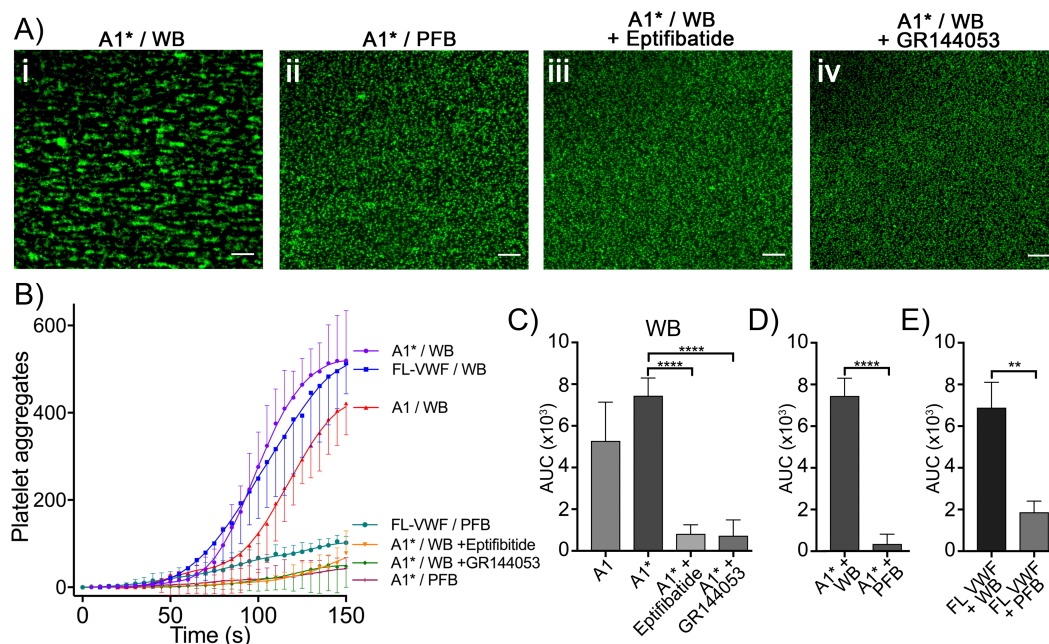 A)
A1* / WB
A1* / PFB
A1* / WB
+ Eptifibatide
A1* / WB
+ GR144053
i
ii
iii
iv
B)
Platelet aggregates
600
400
200
0
0
50
100
150
Time (s)
A1* / WB
FL-VWF / WB
A1 / WB
FL-VWF / PFB
A1* / WB +Eptifibitide
A1* / WB +GR144053
A1* / PFB
C)
WB
AUC (x10³)
10
8
6
4
2
0
****
****
A1
A1*
A1* +
Eptifibatide
A1* +
GR144053
D)
AUC (x10³)
10
8
6
4
2
0
****
A1* +
WB
A1* +
PFB
E)
AUC (x10³)
10
8
6
4
2
0
**
FL VWF
+ WB
FL VWF
+ PFB